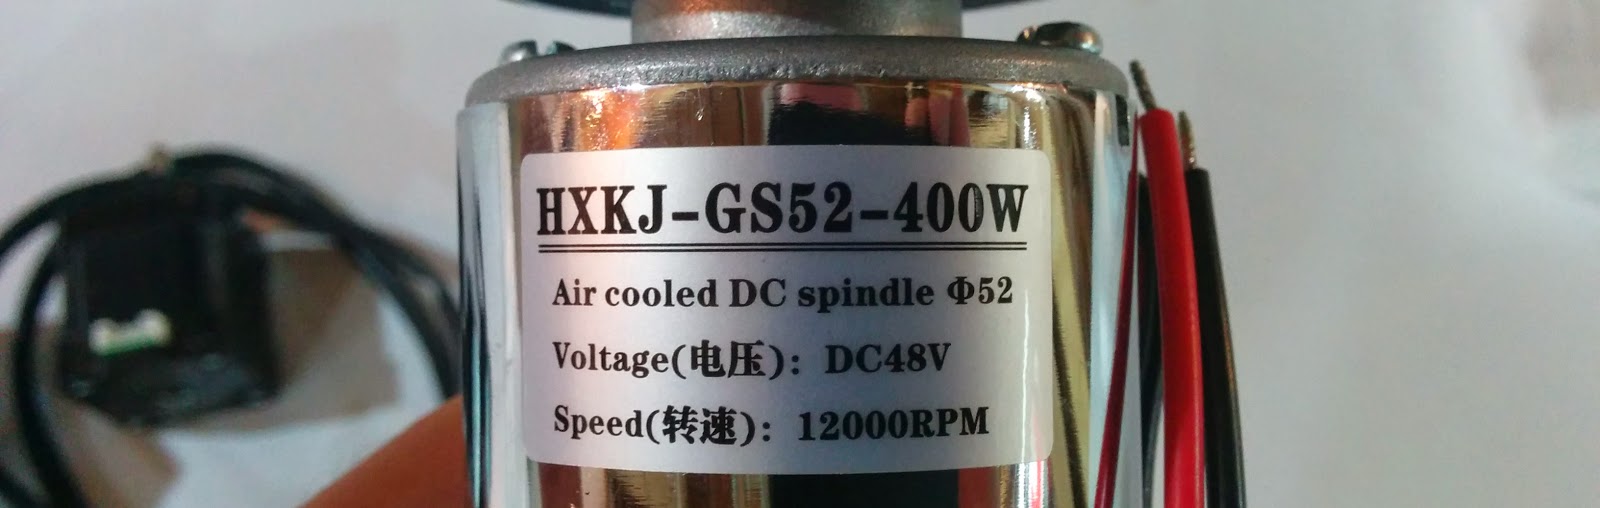 HXKJ-GS52-400W
Air cooled DC spindle Φ52
Voltage(电压): DC48V
Speed(转速): 12000RPM